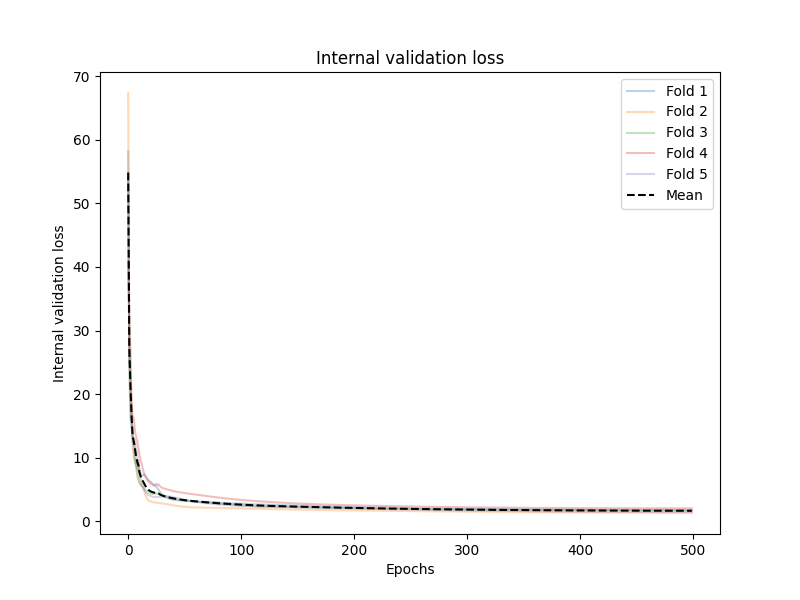 Internal validation loss
70
60
50
40
30
20
10
0
Internal validation loss
Fold 1
Fold 2
Fold 3
Fold 4
Fold 5
Mean
0 100 200 300 400 500
Epochs